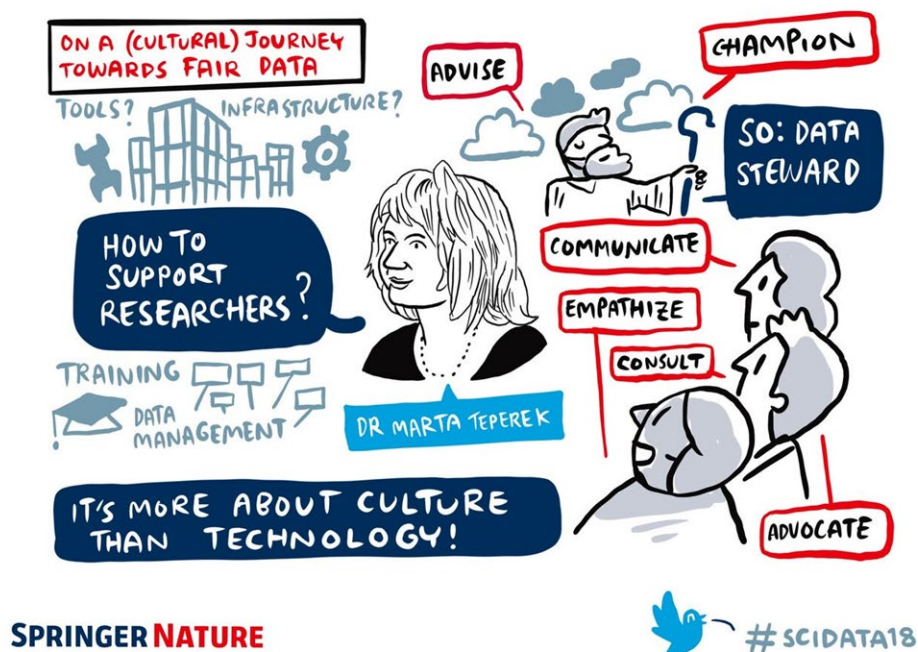 ON A (CULTURAL) JOURNEY
TOWARDS FAIR DATA
TOOLS?
INFRASTRUCTURE?
HOW TO
SUPPORT
RESEARCHERS?
TRAINING
DATA
MANAGEMENT
DR MARTA TEPEREK
IT'S MORE ABOUT CULTURE
THAN TECHNOLOGY!
ADVISE
CHAMPION
SO: DATA
STEWARD
COMMUNICATE
EMPATHIZE
CONSULT
ADVOCATE
SPRINGER NATURE
#SCIDATA18